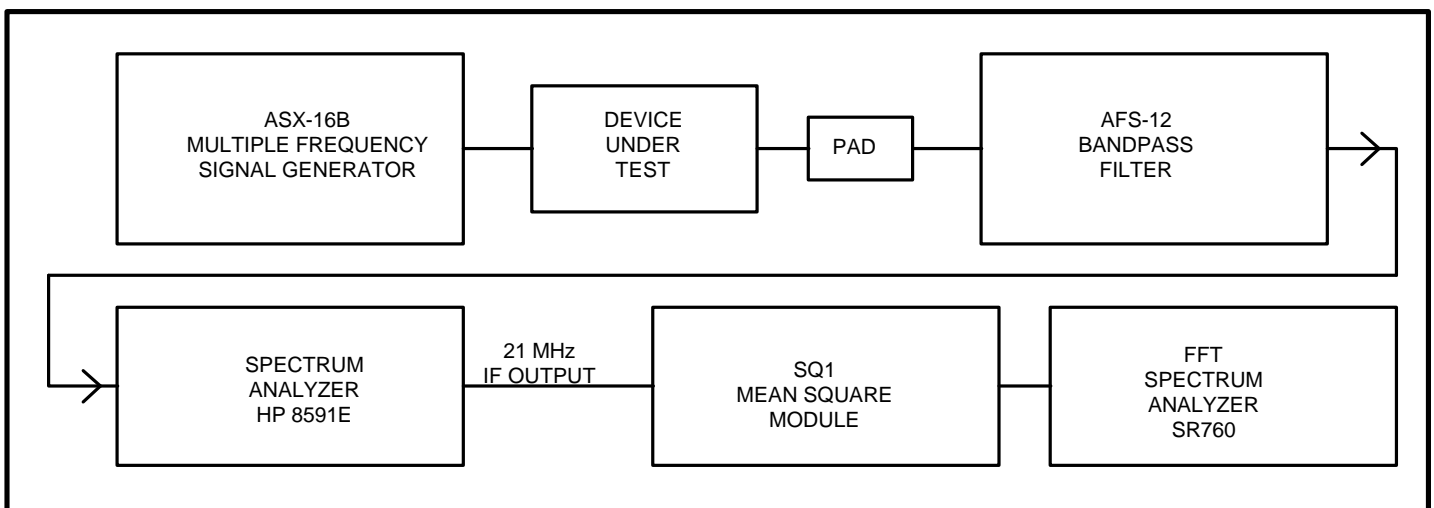 ASX-16B
MULTIPLE FREQUENCY
SIGNAL GENERATOR
DEVICE
UNDER
TEST
PAD
AFS-12
BANDPASS
FILTER
SPECTRUM
ANALYZER
HP 8591E
21 MHz
IF OUTPUT
SQ1
MEAN SQUARE
MODULE
FFT
SPECTRUM
ANALYZER
SR760